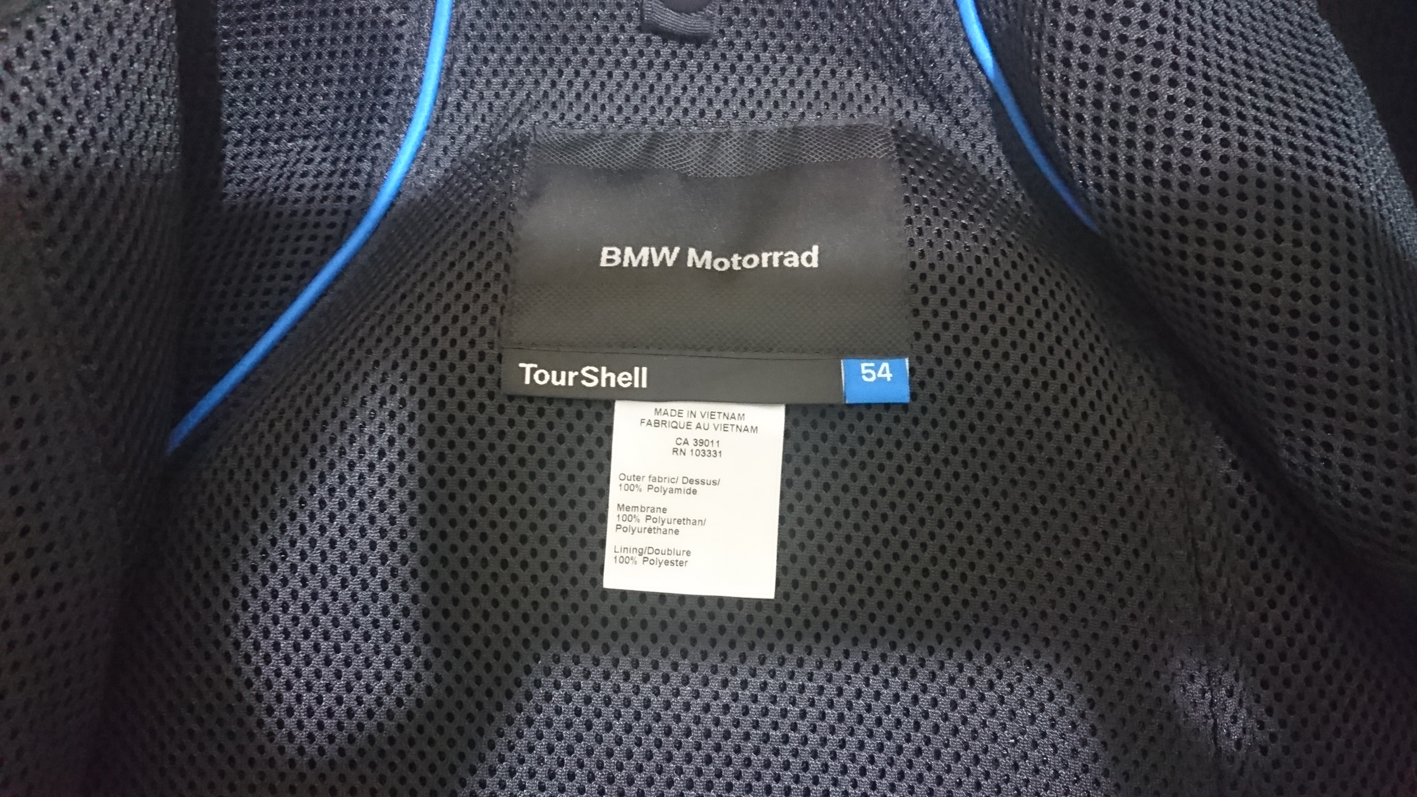 BMW Motorrad
TourShell 54
MADE IN VIETNAM
FABRIQUE AU VIETNAM
CA 39011
RN 103331
Outer fabric/ Dessus/
100% Polyamide
Membrane
100% Polyurethan/
Polyuréthane
Lining/Doublure
100% Polyester